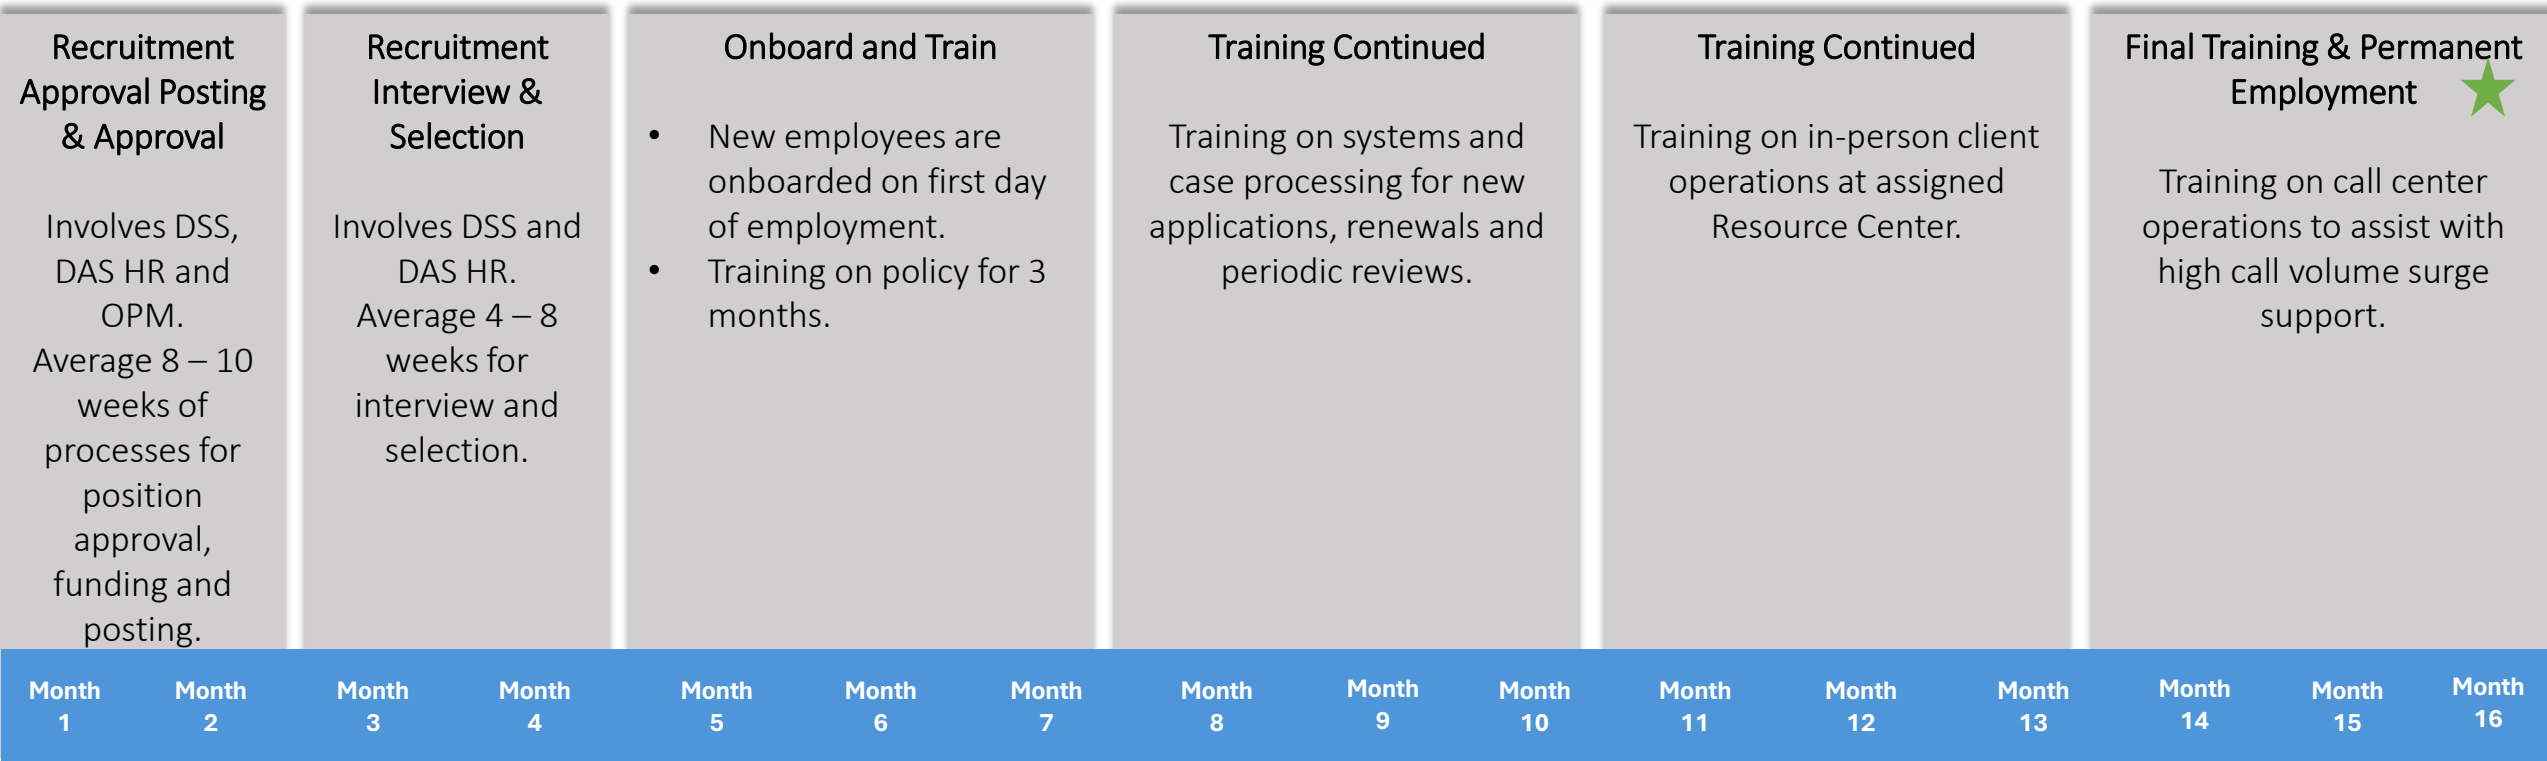 Recruitment
Approval Posting
& Approval
Involves DSS,
DAS HR and
OPM.
Average 8 – 10
weeks of
processes for
position
approval,
funding and
posting.
Recruitment
Interview &
Selection
Involves DSS and
DAS HR.
Average 4 – 8
weeks for
interview and
selection.
Onboard and Train
• New employees are
onboarded on first day
of employment.
• Training on policy for 3
months.
Training Continued
Training on systems and
case processing for new
applications, renewals and
periodic reviews.
Training Continued
Training on in-person client
operations at assigned
Resource Center.
Final Training & Permanent
Employment
Training on call center
operations to assist with
high call volume surge
support.
Month
1
Month
2
Month
3
Month
4
Month
5
Month
6
Month
7
Month
8
Month
9
Month
10
Month
11
Month
12
Month
13
Month
14
Month
15
Month
16